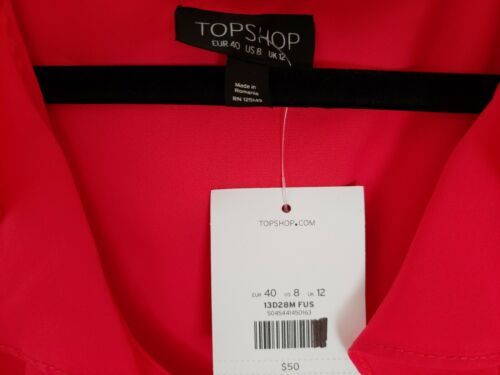 TOPSHOP
EUR 40 US 8 UK 12
Made in
Romania
TOPSHOP.COM
EUR 40 US 8 UK 12
13D28M FUS
5045441450163
$50